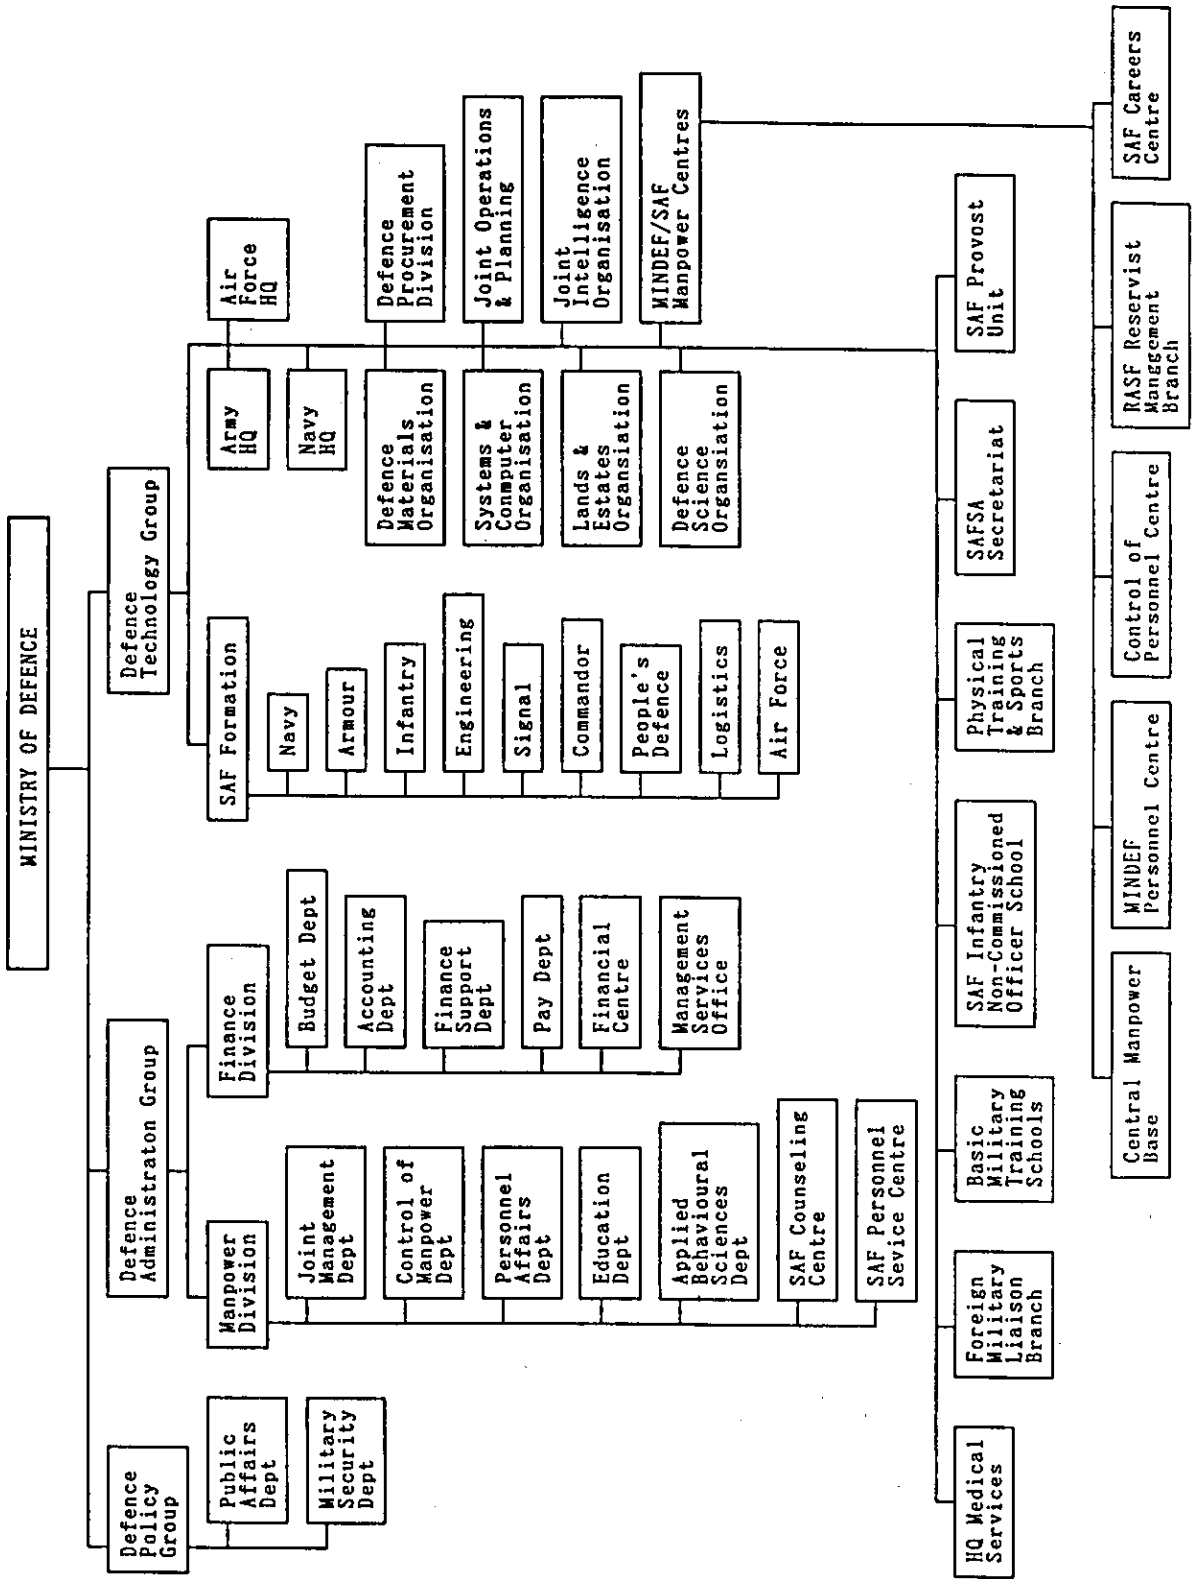 MINISTRY OF DEFENCE
Defence
Policy
Group
Defence
Administraton Group
Defence
Technology Group
Public
Affairs
Dept
Military
Security
Dept
Manpower
Division
Joint
Management
Dept
Control of
Manpower
Dept
Personnel
Affairs
Dept
Education
Dept
Applied
Behavioural
Sciences
Dept
SAF Counseling
Centre
SAF Personnel
Sevice Centre
Finance
Division
Budget Dept
Accounting
Dept
Finance
Support
Dept
Pay Dept
Financial
Centre
Management
Services
Office
SAF Formation
Navy
Armour
Infantry
Engineering
Signal
Commandor
People's
Defence
Logistics
Air Force
Army
HQ
Air
Force
HQ
Navy
HQ
Defence
Materials
Organisation
Defence
Procurement
Division
Systems &
Conmputer
Organisation
Joint Operations
& Planning
Lands &
Estates
Organsiation
Joint
Intelligence
Organisation
Defence
Science
Organsiation
MINDEF/SAF
Manpower Centres
HQ Medical
Services
Foreign
Military
Liaison
Branch
Basic
Military
Training
Schools
SAF Infantry
Non-Commissioned
Officer School
Physical
Training
& Sports
Branch
SAFSA
Secretariat
SAF Provost
Unit
Central Manpower
Base
MINDEF
Personnel Centre
Control of
Personnel Centre
RASF Reservist
Manggement
Branch
SAF Careers
Centre